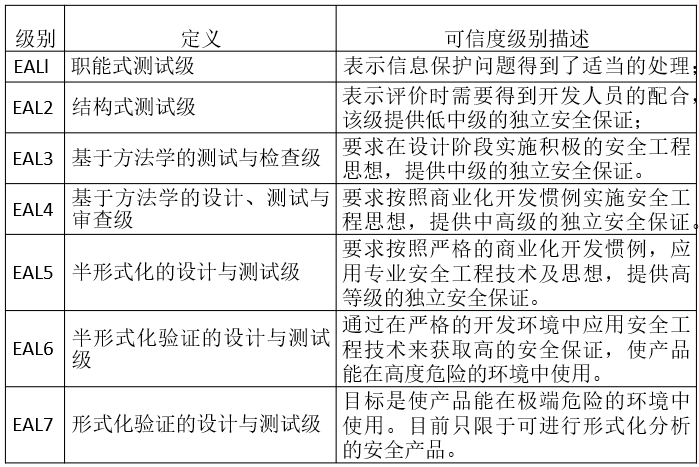 级别 定义 可信度级别描述
EALl 职能式测试级 表示信息保护问题得到了适当的处理;
EAL2 结构式测试级 表示评价时需要得到开发人员的配合,
该级提供低中级的独立安全保证;
EAL3 基于方法学的测试与检查级 要求在设计阶段实施积极的安全工程
思想，提供中级的独立安全保证。
EAL4 基于方法学的设计、测试与
审查级 要求按照商业化开发惯例实施安全工
程思想，提供中高级的独立安全保证。
EAL5 半形式化的设计与测试级 要求按照严格的商业化开发惯例，应
用专业安全工程技术及思想，提供高
等级的独立安全保证。
EAL6 半形式化验证的设计与测试
级 通过在严格的开发环境中应用安全工
程技术来获取高的安全保证，使产品
能在高度危险的环境中使用。
EAL7 形式化验证的设计与测试级 目标是使产品能在极端危险的环境中
使用。目前只限于可进行形式化分析
的安全产品。